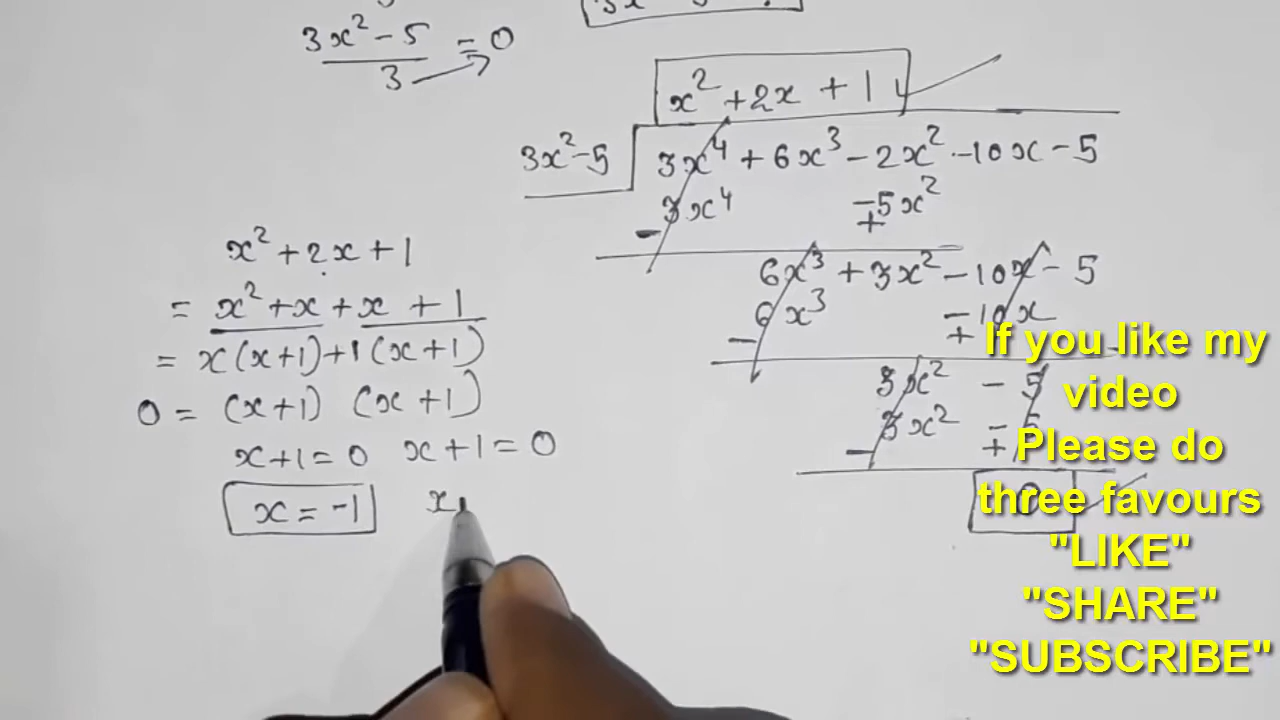 3x² - 5
3 = 0
x² + 2x + 1
3x² - 5 3x⁴ + 6x³ - 2x² - 10x - 5
3x⁴ - 5x²
- +
6x³ + 3x² - 10x - 5
6x³ - 10x
- +
3x² - 5
3x² - 5
- +
0
x² + 2x + 1
= x² + x + x + 1
= x(x+1) + 1(x+1)
0 = (x+1) (x+1)
x+1 = 0 x+1 = 0
x = -1 x
If you like my
video
Please do
three favours
"LIKE"
"SHARE"
"SUBSCRIBE"